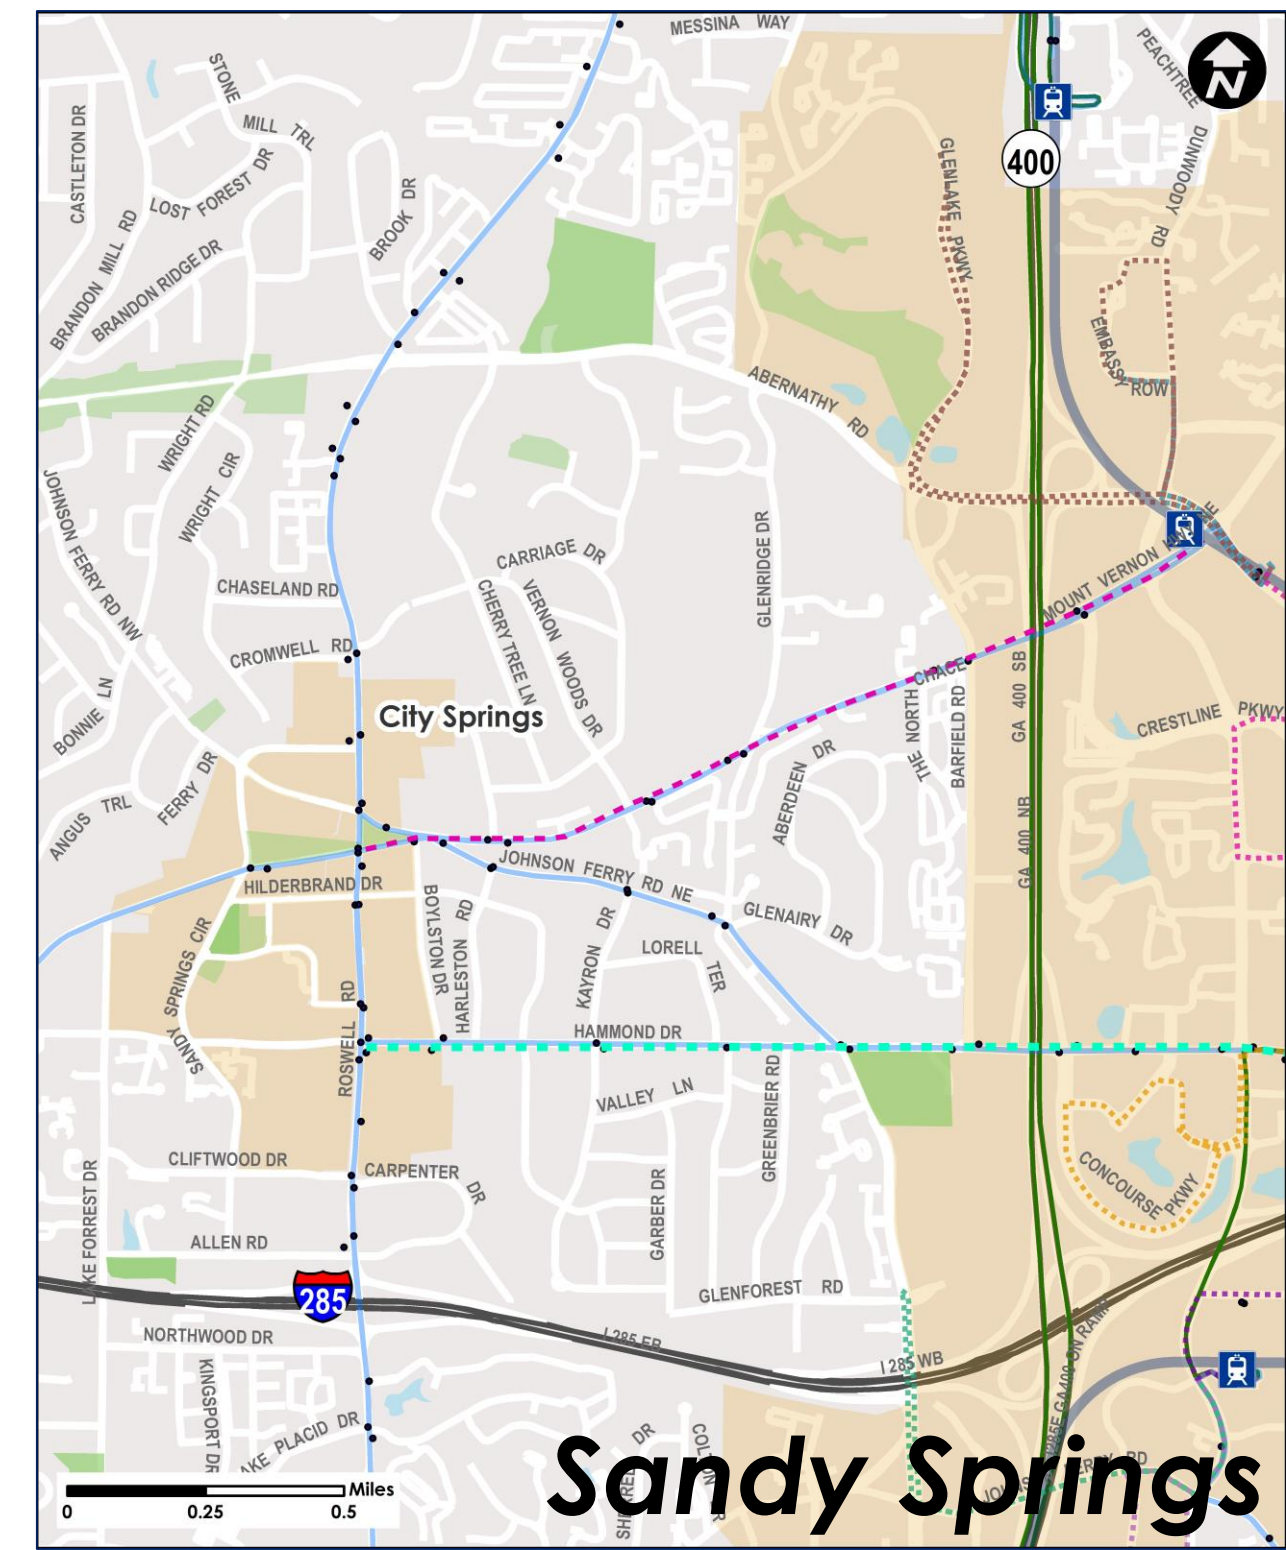 MESSINA WAY
PEACHTREE
DUNWOODY RD
N
400
STONE
MILL TRL
CASTLETON DR
LOST FOREST DR
BROOK DR
BRANDON MILL RD
BRANDON RIDGE DR
GLENLAKE PKWY
EMBASSY
ROW
ABERNATHY RD
WRIGHT RD
WRIGHT CIR
JOHNSON FERRY RD NW
CARRIAGE DR
GLENRIDGE DR
CHASELAND RD
CHERRY TREE LN
VERNON WOODS DR
MOUNT VERNON HWY NE
CROMWELL RD
BONNIE LN
City Springs
THE NORTH
CHACE
BARFIELD RD
GA 400 SB
CRESTLINE PKWY
ANGUS TRL
FERRY DR
ABERDEEN DR
GA 400 NB
JOHNSON FERRY RD NE
HILDERBRAND DR
BOYLSTON DR
HARLESTON RD
GLENAIRY DR
KAYRON DR
LORELL
TER
SANDY SPRINGS CIR
ROSWELL RD
HAMMOND DR
VALLEY LN
GREENBRIER RD
CLIFTWOOD DR
CARPENTER
DR
GARBER DR
CONCOURSE
PKWY
LAKE FORREST DR
ALLEN RD
285
GLENFOREST RD
NORTHWOOD DR
I 285 EB
I 285 WB
KINGSPORT DR
AKE PLACID DR
DR
RD
Sandy Springs
Miles
0 0.25 0.5